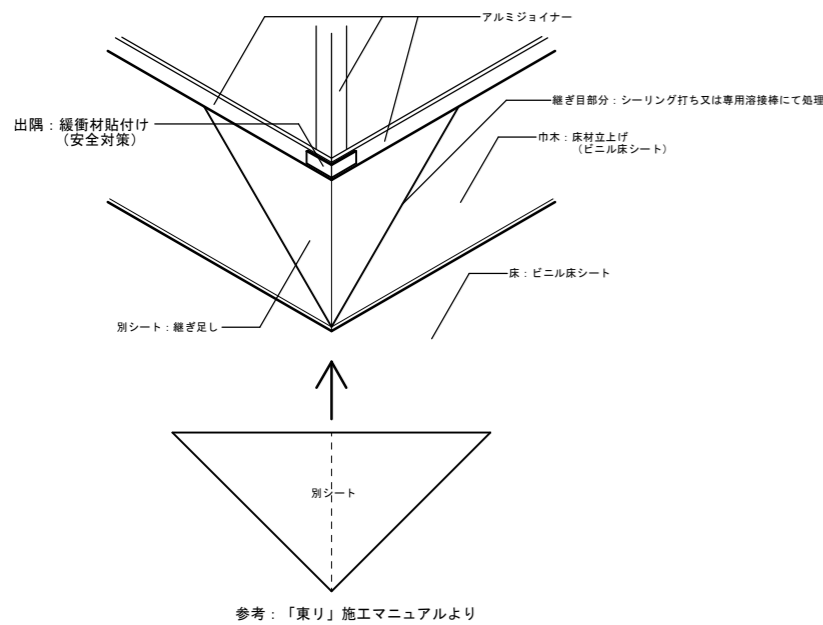 アルミジョイナー
継ぎ目部分：シーリング打ち又は専用溶接棒にて処理
出隅：緩衝材貼付け
（安全対策）
巾木：床材立上げ
（ビニル床シート）
床：ビニル床シート
別シート：継ぎ足し
別シート
参考：「東リ」施工マニュアルより